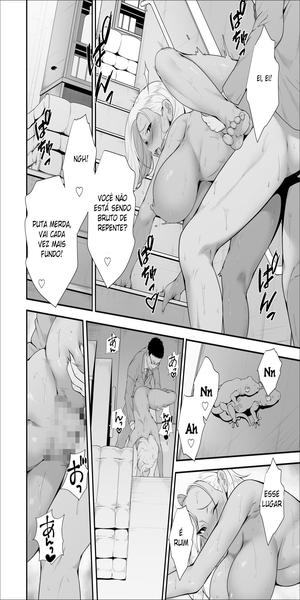 EI, EI!
VOCÊ NÃO
ESTÁ SENDO
BRUTO DE
REPENTE?
NGH!
PUTA MERDA,
VAI CADA
VEZ MAIS
FUNDO!
Nn
Nn
Ah
ESSE
LUGAR
É
RUIM